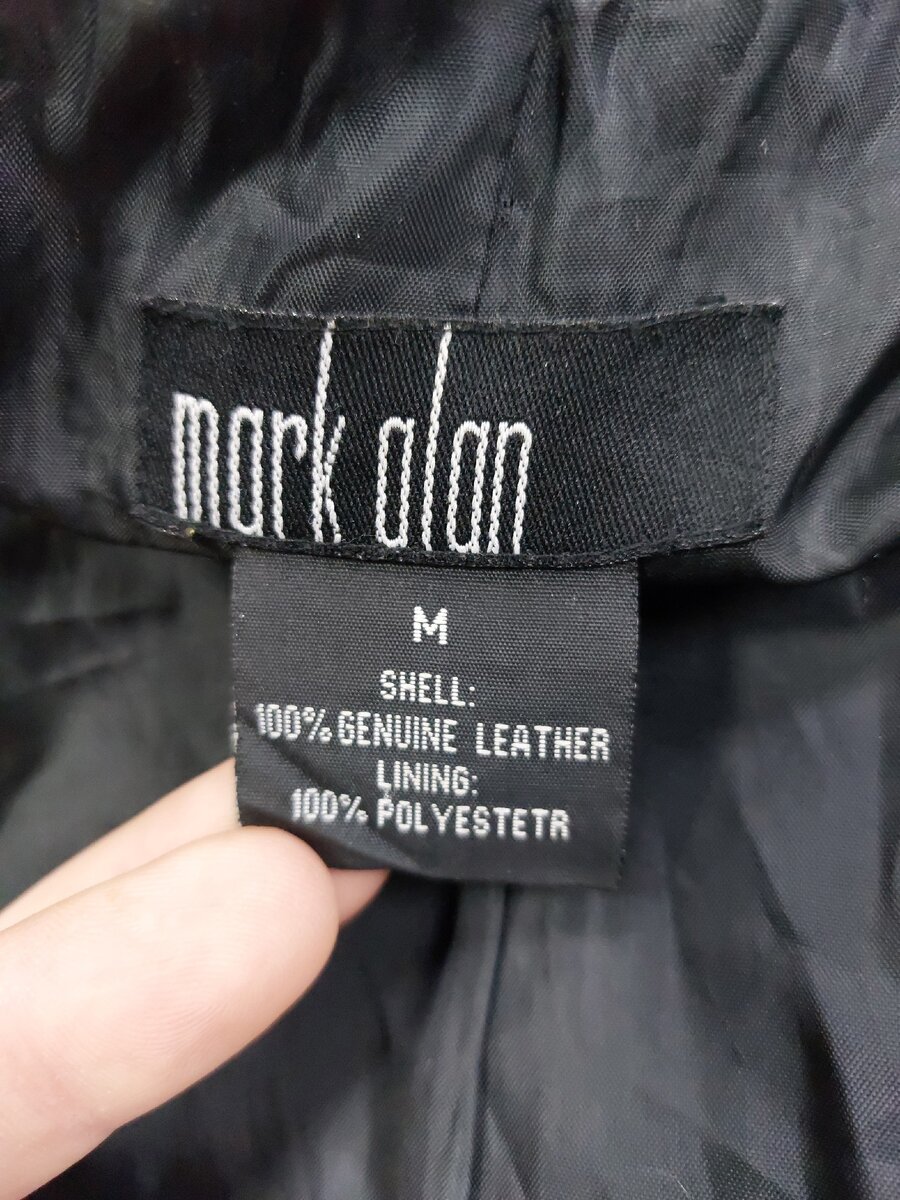 mark alan
M
SHELL:
100% GENUINE LEATHER
LINING:
100% POLYESTETR